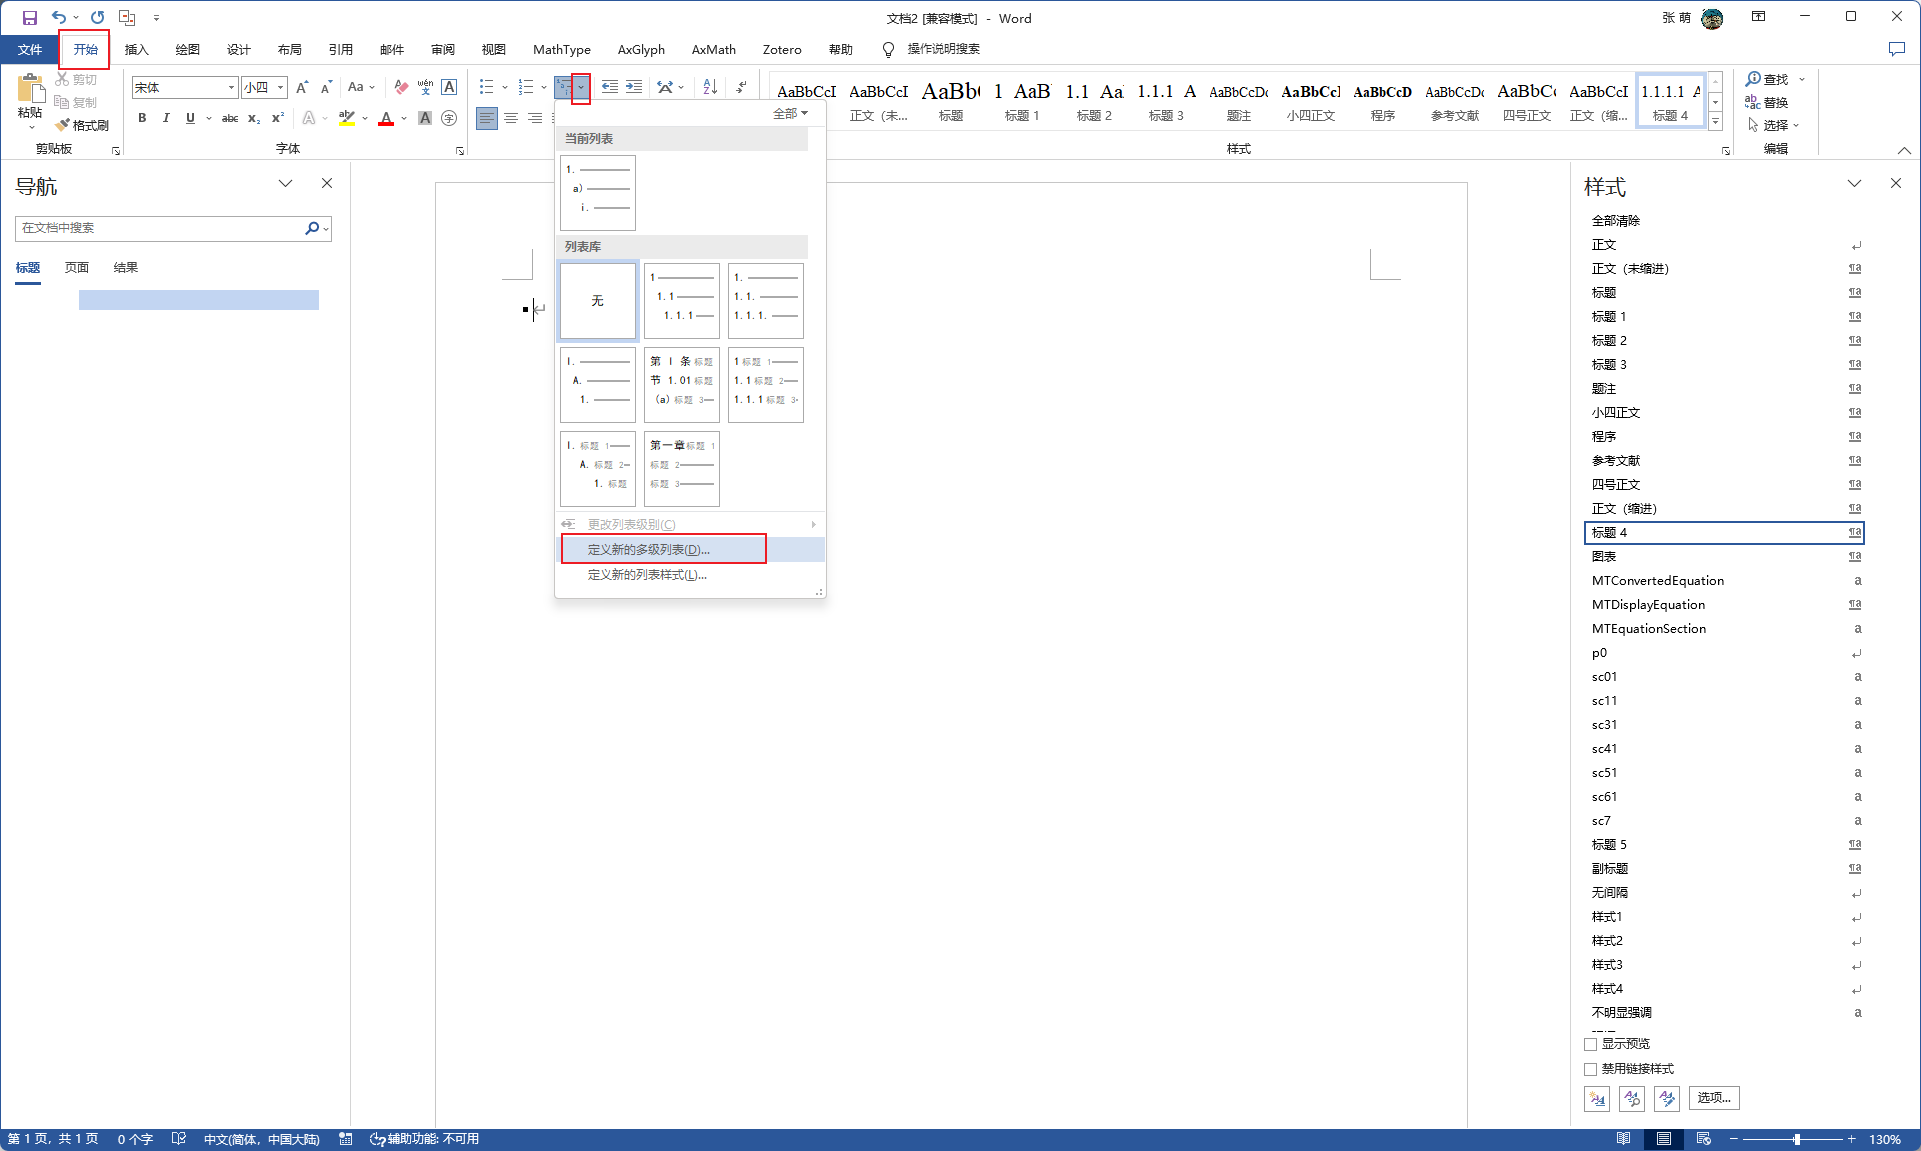 文档2 [兼容模式] - Word
张 萌
文件 开始 插入 绘图 设计 布局 引用 邮件 审阅 视图 MathType AxGlyph AxMath Zotero 帮助 操作说明搜索
粘贴
剪切
复制
格式刷
剪贴板
宋体 小四 Aa wén 文 A
B I U abc x₂ x² A ab A A 字
字体
AaBbCcI AaBbCcI AaBb( 1 AaB 1.1 Aa 1.1.1 A AaBbCcDc AaBbCcI AaBbCcD AaBbCcDc AaBbC AaBbCcI 1.1.1.1 A
正文（未... 标题 标题 1 标题 2 标题 3 题注 小四正文 程序 参考文献 四号正文 正文（缩... 标题 4
样式
查找
替换
选择
编辑
导航
在文档中搜索
标题 页面 结果
全部
当前列表
1.
a)
i.
列表库
无
1
1.1
1.1.1
1.
1.1.
1.1.1.
I.
A.
1.
第 I 条 标题
节 1.01 标题
(a) 标题 3
1 标题 1
1.1 标题 2
1.1.1 标题 3
I. 标题 1
A. 标题 2
1. 标题
第一章标题 1
标题 2
标题 3
更改列表级别(C)
定义新的多级列表(D)...
定义新的列表样式(L)...
样式
全部清除
正文
正文（未缩进）
标题
标题 1
标题 2
标题 3
题注
小四正文
程序
参考文献
四号正文
正文（缩进）
标题 4
图表
MTConvertedEquation
MTDisplayEquation
MTEquationSection
p0
sc01
sc11
sc31
sc41
sc51
sc61
sc7
标题 5
副标题
无间隔
样式1
样式2
样式3
样式4
不明显强调
显示预览
禁用链接样式
选项...
第 1 页，共 1 页 0 个字 中文(简体，中国大陆) 辅助功能: 不可用 130%